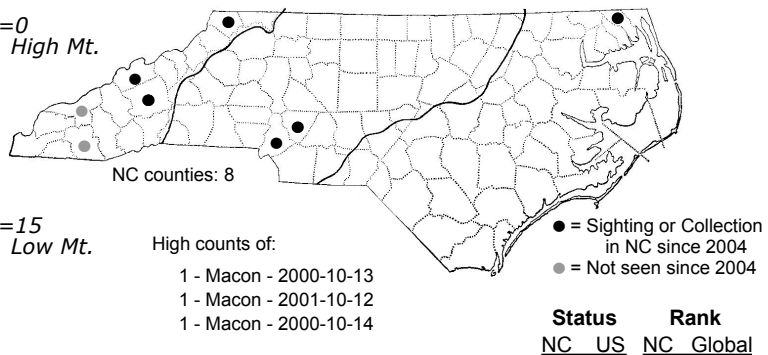 =0
High Mt.
NC counties: 8
=15
Low Mt.
High counts of:
1 - Macon - 2000-10-13
1 - Macon - 2001-10-12
1 - Macon - 2000-10-14
● = Sighting or Collection
in NC since 2004
● = Not seen since 2004
Status Rank
NC US NC Global